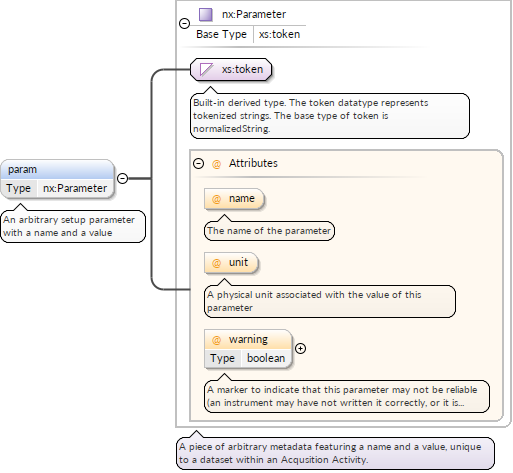 nx:Parameter
Base Type xs:token
xs:token
Built-in derived type. The token datatype represents
tokenized strings. The base type of token is
normalizedString.
param
Type nx:Parameter
An arbitrary setup parameter
with a name and a value
@ Attributes
@ name
The name of the parameter
@ unit
A physical unit associated with the value of this
parameter
@ warning
Type boolean
A marker to indicate that this parameter may not be reliable
(an instrument may have not written it correctly, or it is...
A piece of arbitrary metadata featuring a name and a value, unique
to a dataset within an Acqusition Activity.